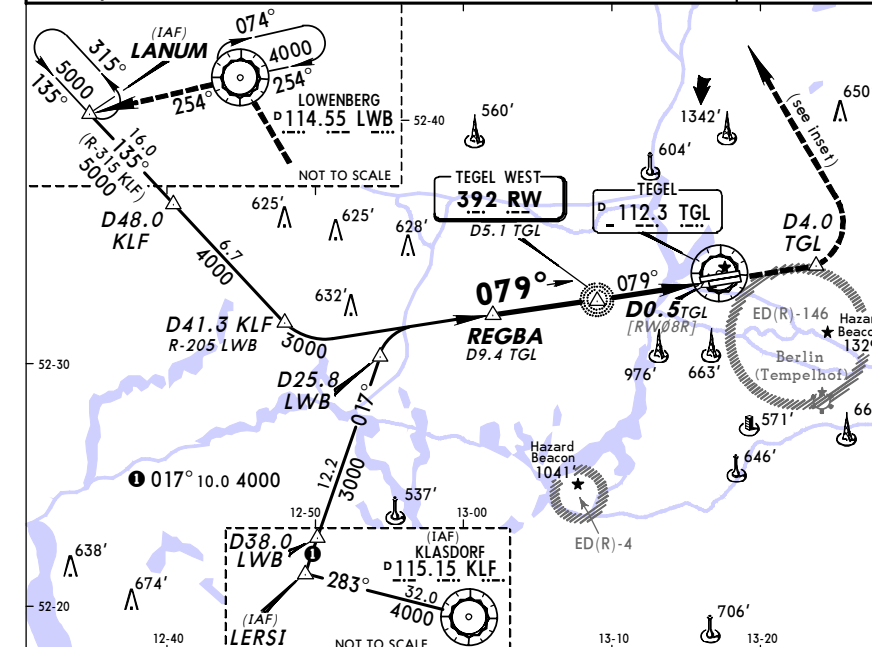 (IAF)
LANUM
315°
5000
135°
074°
4000
254°
254°
LOWENBERG
D 114.55 LWB
NOT TO SCALE
52-40
16.0
135°
(R-315 KLF)
5000
D48.0
KLF
6.7
4000
D41.3 KLF
R-205 LWB
3000
625'
625'
628'
632'
560'
604'
1342'
650
(see inset)
TEGEL WEST
392 RW
D5.1 TGL
TEGEL
D 112.3 TGL
D4.0
TGL
079°
079°
D0.5 TGL
[RW08R]
REGBA
D9.4 TGL
ED(R)-146
Berlin
(Tempelhof)
Hazar
Beaco
1329
976'
663'
52-30
D25.8
LWB
017°
12.2
3000
❶ 017° 10.0 4000
Hazard
Beacon
1041'
ED(R)-4
571'
66
646'
537'
12-50
13-00
D38.0
LWB
❶
(IAF)
KLASDORF
D 115.15 KLF
283°
32.0
4000
(IAF)
LERSI
NOT TO SCALE
638'
674'
706'
52-20
12-40
13-10
13-20